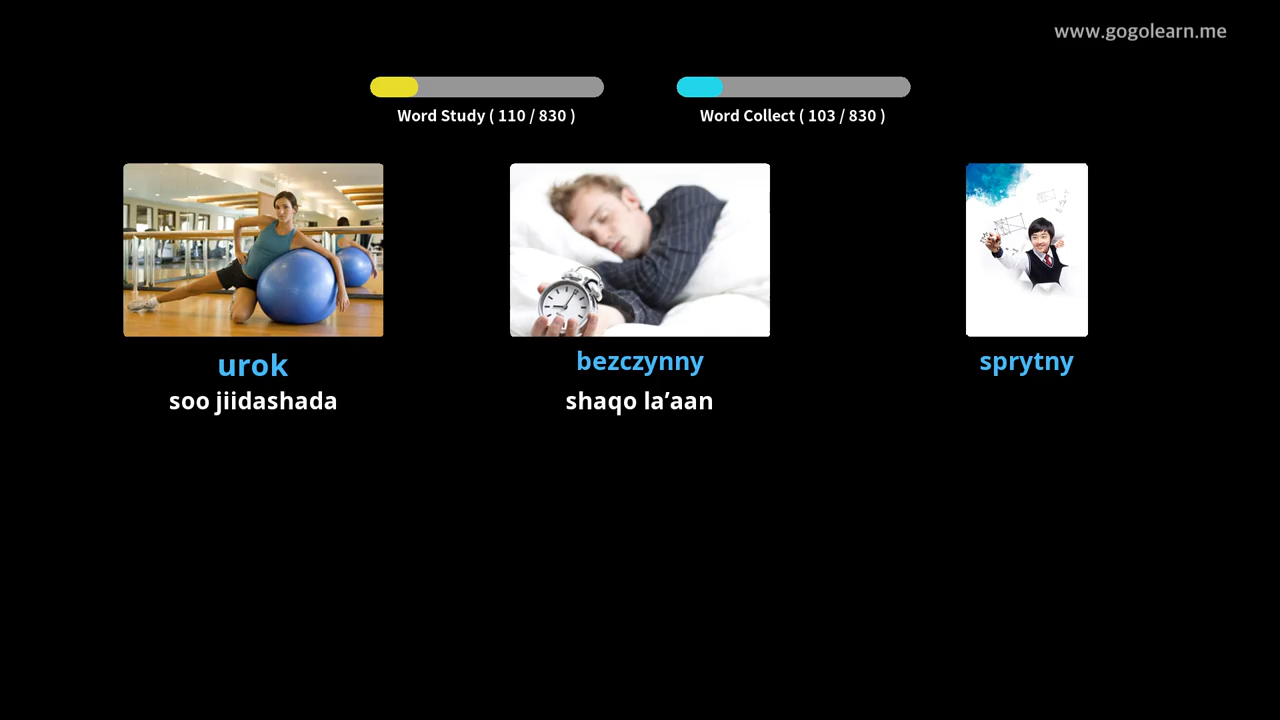 www.gogolearn.me
Word Study ( 110 / 830 )
Word Collect ( 103 / 830 )
urok
soo jiidashada
bezczynny
shaqo la’aan
sprytny